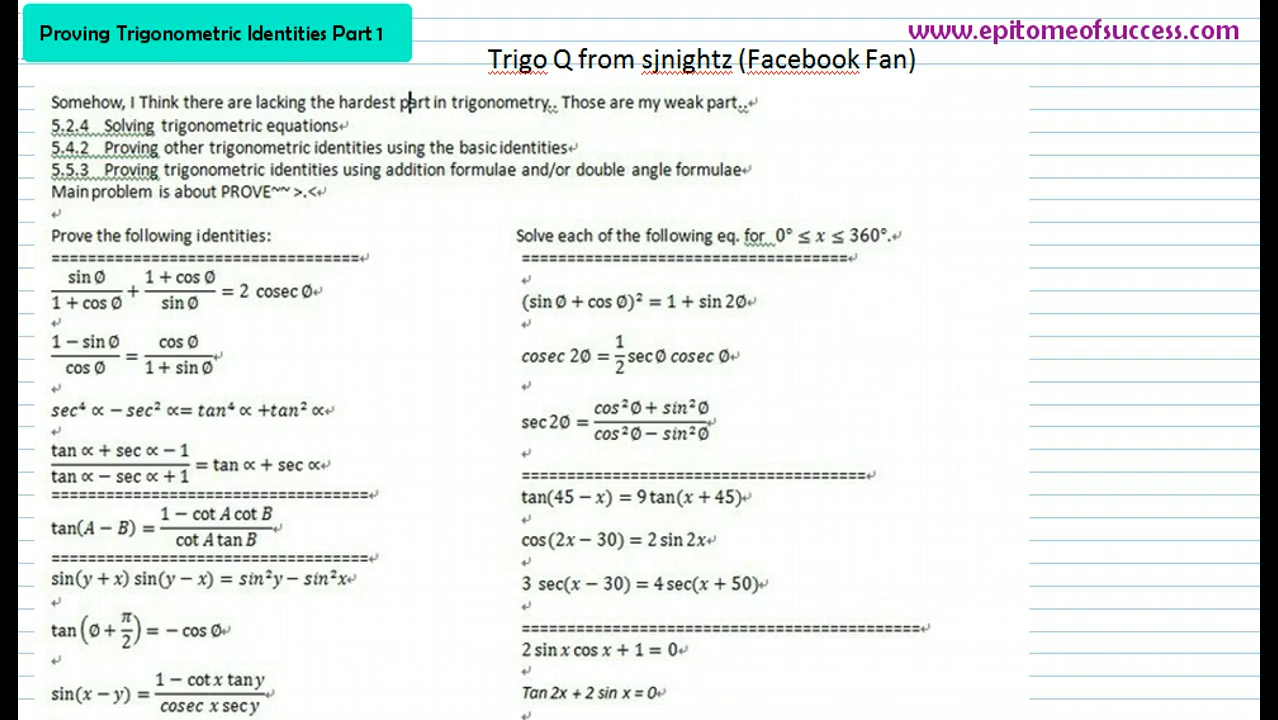 Proving Trigonometric Identities Part 1
www.epitomeofsuccess.com
Trigo Q from sjnightz (Facebook Fan)
Somehow, I Think there are lacking the hardest part in trigonometry.. Those are my weak part..
5.2.4 Solving trigonometric equations
5.4.2 Proving other trigonometric identities using the basic identities
5.5.3 Proving trigonometric identities using addition formulae and/or double angle formulae
Main problem is about PROVE~~ >.<
Prove the following identities:
==================================
sin Ø / (1 + cos Ø) + (1 + cos Ø) / sin Ø = 2 cosec Ø
(1 − sin Ø) / cos Ø = cos Ø / (1 + sin Ø)
sec⁴ ∝ − sec² ∝= tan⁴ ∝ +tan² ∝
(tan ∝ + sec ∝ − 1) / (tan ∝ − sec ∝ + 1) = tan ∝ + sec ∝
===================================
tan(A − B) = (1 − cot A cot B) / (cot A tan B)
===================================
sin(y + x) sin(y − x) = sin²y − sin²x
tan(Ø + π/2) = − cos Ø
sin(x − y) = (1 − cot x tan y) / (cosec x sec y)
Solve each of the following eq. for 0° ≤ x ≤ 360°.
===================================
(sin Ø + cos Ø)² = 1 + sin 2Ø
cosec 2Ø = 1/2 sec Ø cosec Ø
sec 2Ø = (cos²Ø + sin²Ø) / (cos²Ø − sin²Ø)
=====================================
tan(45 − x) = 9 tan(x + 45)
cos(2x − 30) = 2 sin 2x
3 sec(x − 30) = 4 sec(x + 50)
===========================================
2 sin x cos x + 1 = 0
Tan 2x + 2 sin x = 0